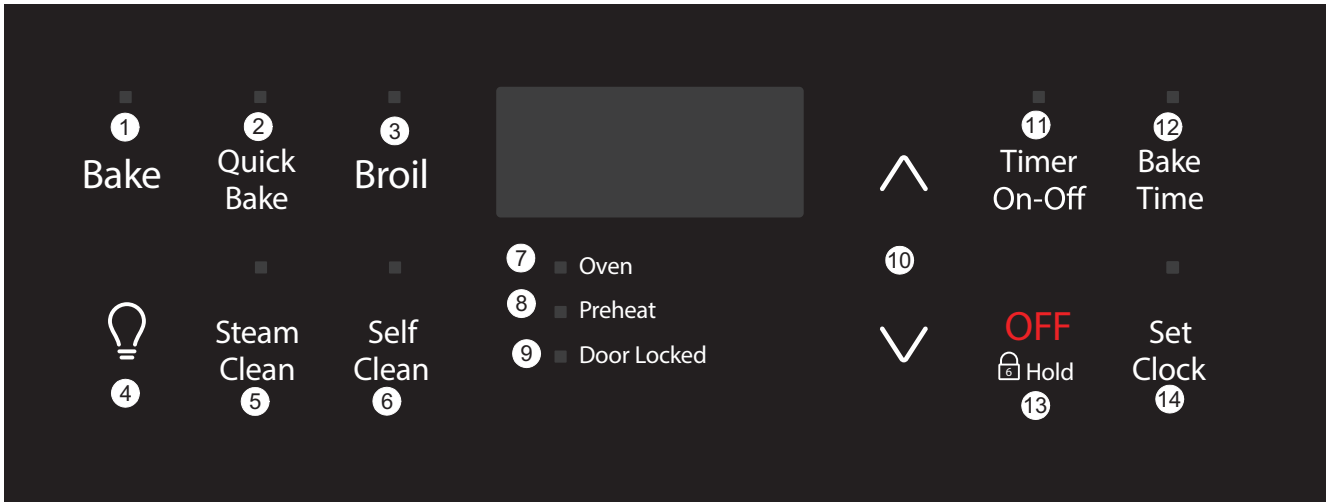 1
Bake
2
Quick
Bake
3
Broil
4
5
Steam
Clean
6
Self
Clean
7 Oven
8 Preheat
9 Door Locked
10
11
Timer
On-Off
12
Bake
Time
OFF
6 Hold
13
Set
Clock
14